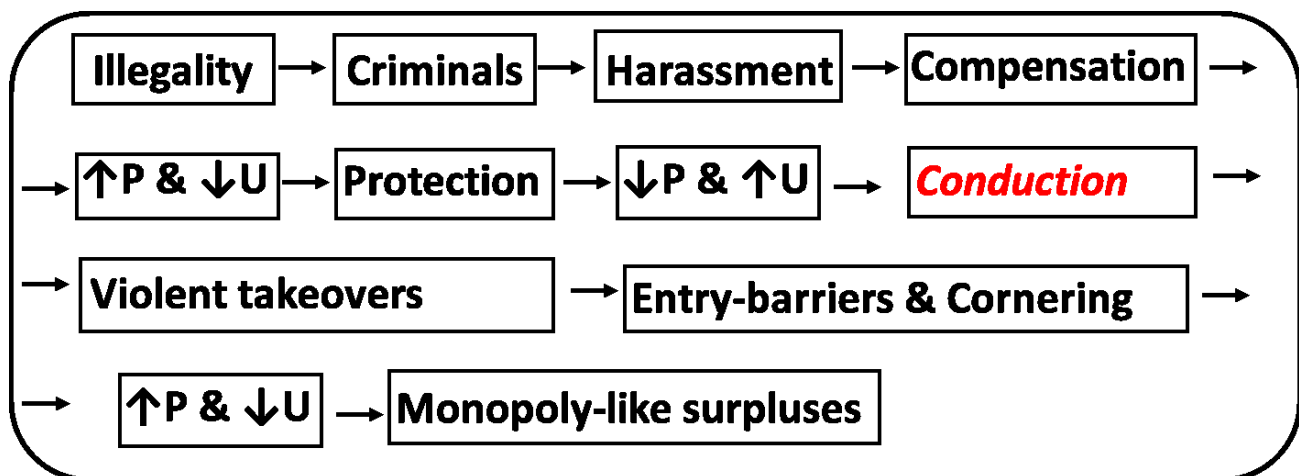 Illegality → Criminals → Harassment → Compensation →
→ ↑P & ↓U → Protection → ↓P & ↑U → Conduction →
→ Violent takeovers → Entry-barriers & Cornering →
→ ↑P & ↓U → Monopoly-like surpluses